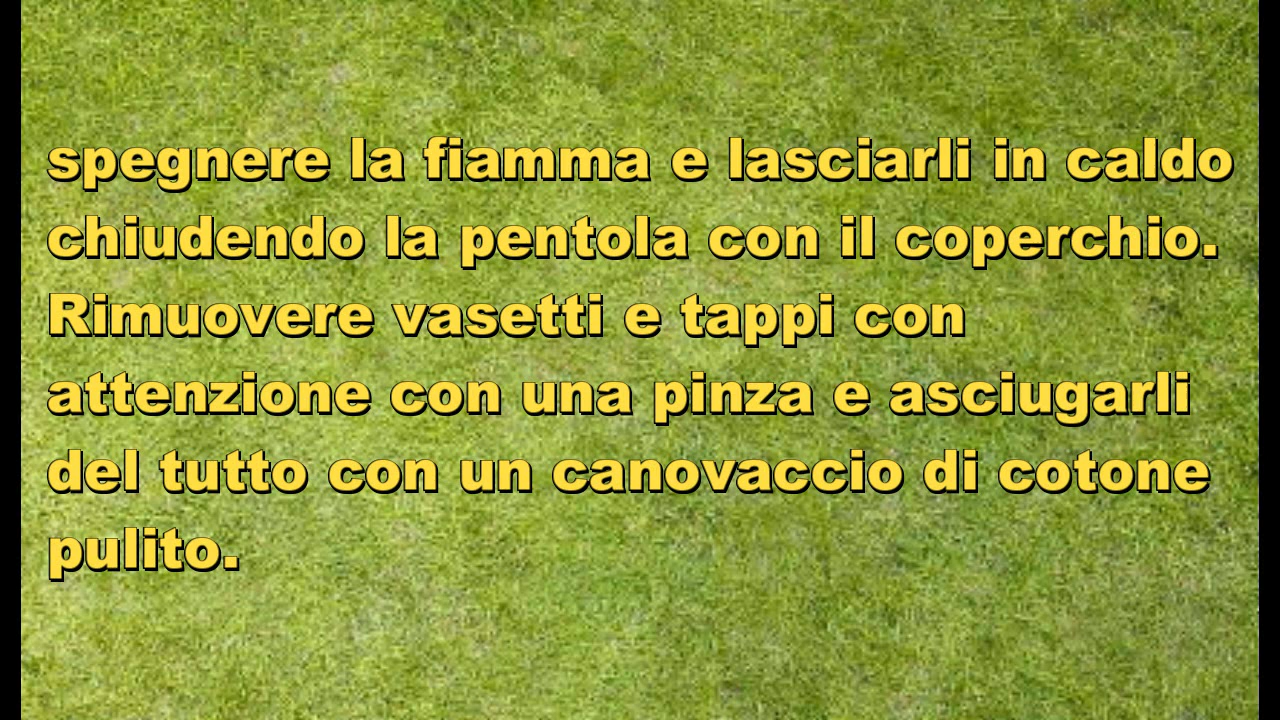 spegnere la fiamma e lasciarli in caldo
chiudendo la pentola con il coperchio.
Rimuovere vasetti e tappi con
attenzione con una pinza e asciugarli
del tutto con un canovaccio di cotone
pulito.